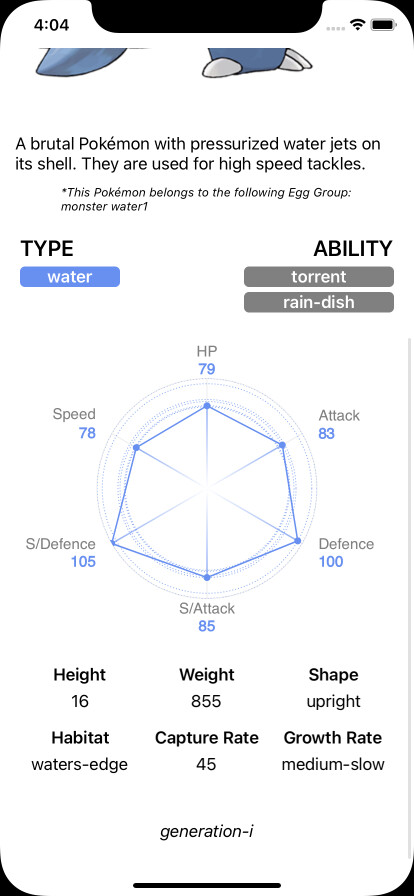 4:04
A brutal Pokémon with pressurized water jets on
its shell. They are used for high speed tackles.
*This Pokémon belongs to the following Egg Group:
monster water1
TYPE
ABILITY
water
torrent
rain-dish
HP
79
Speed
78
Attack
83
S/Defence
105
Defence
100
S/Attack
85
Height
Weight
Shape
16
855
upright
Habitat
Capture Rate
Growth Rate
waters-edge
45
medium-slow
generation-i